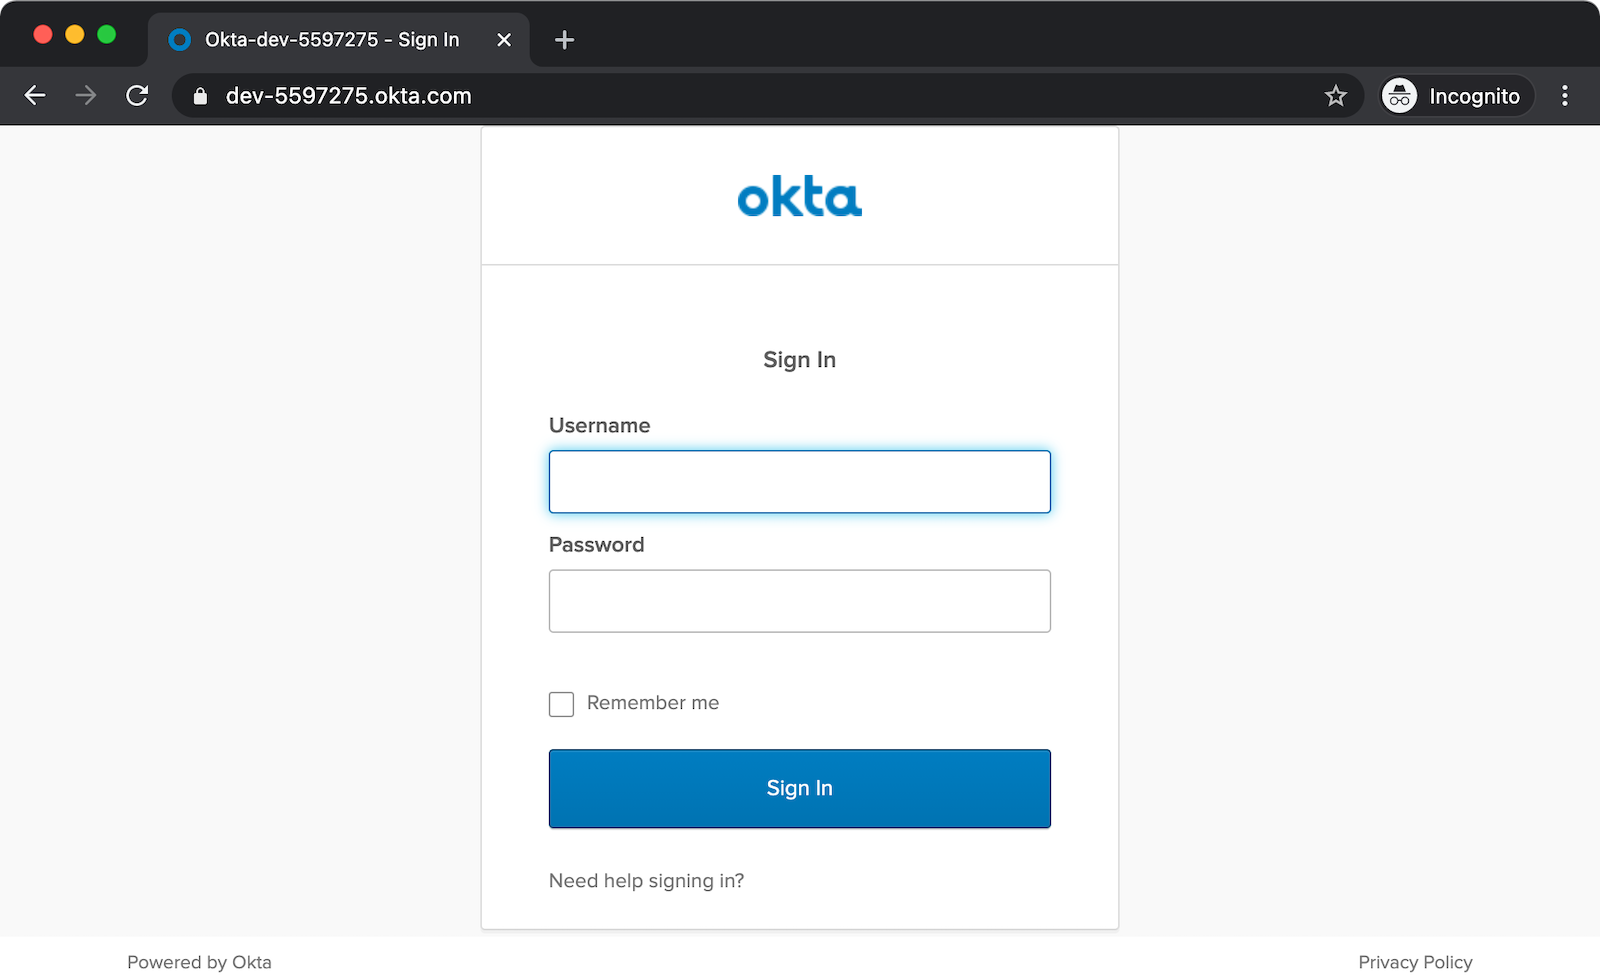 Okta-dev-5597275 - Sign In
dev-5597275.okta.com
Incognito
okta
Sign In
Username
Password
Remember me
Sign In
Need help signing in?
Powered by Okta
Privacy Policy